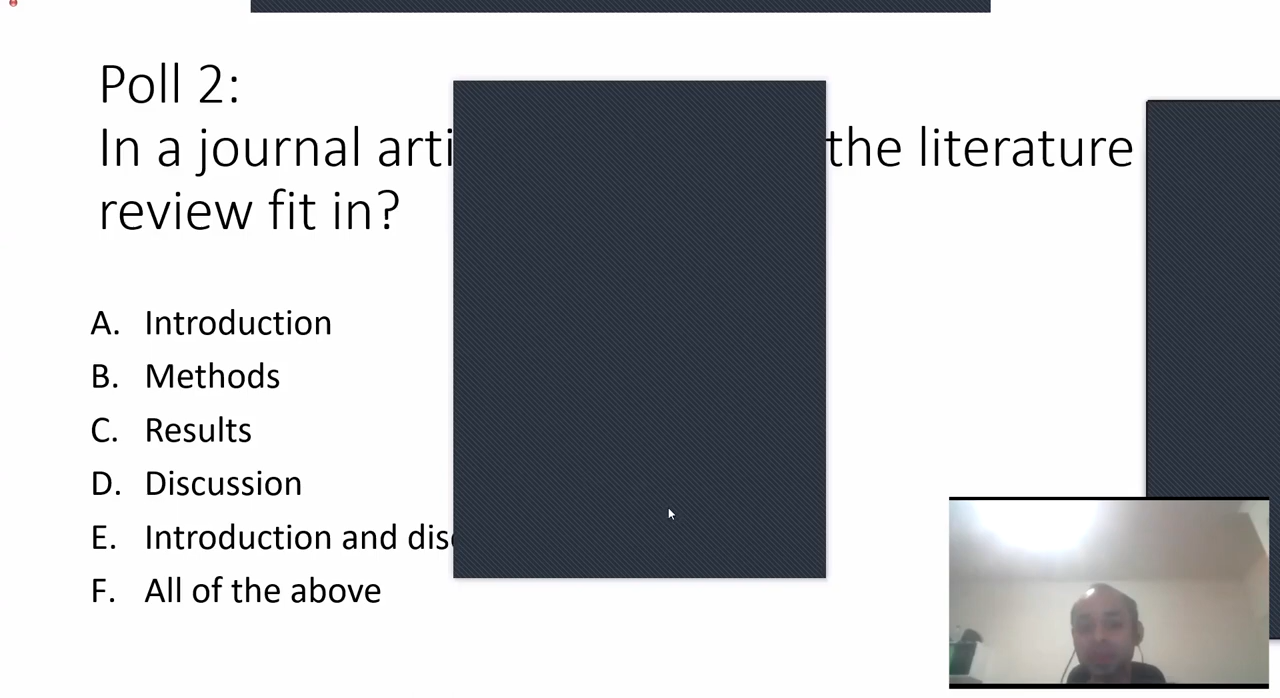 Poll 2:
In a journal arti the literature
review fit in?
A. Introduction
B. Methods
C. Results
D. Discussion
E. Introduction and disc
F. All of the above